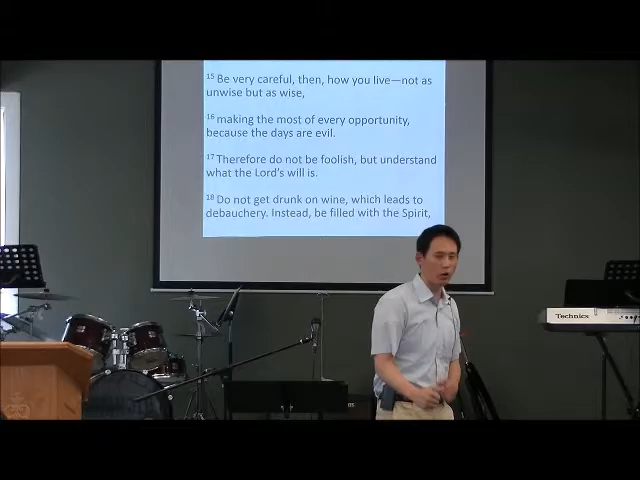 15 Be very careful, then, how you live—not as
unwise but as wise,
16 making the most of every opportunity,
because the days are evil.
17 Therefore do not be foolish, but understand
what the Lord's will is.
18 Do not get drunk on wine, which leads to
debauchery. Instead, be filled with the Spirit,
Technics